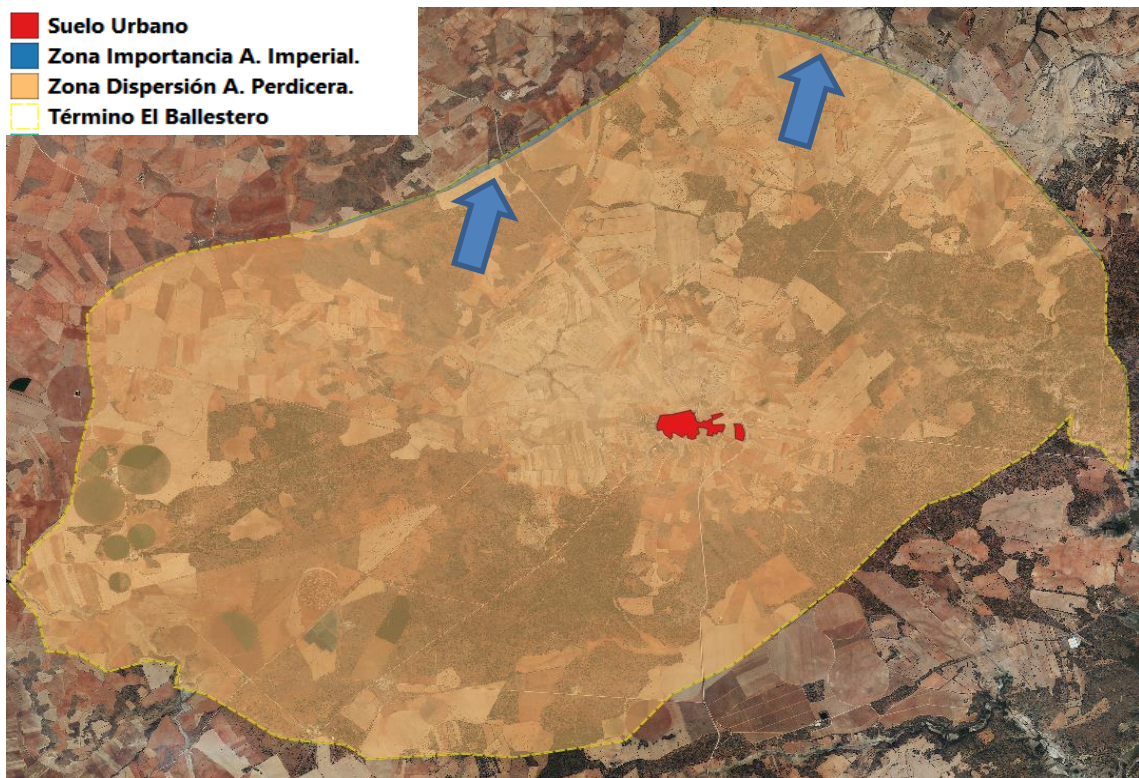 Suelo Urbano
Zona Importancia A. Imperial.
Zona Dispersión A. Perdicera.
Término El Ballestero